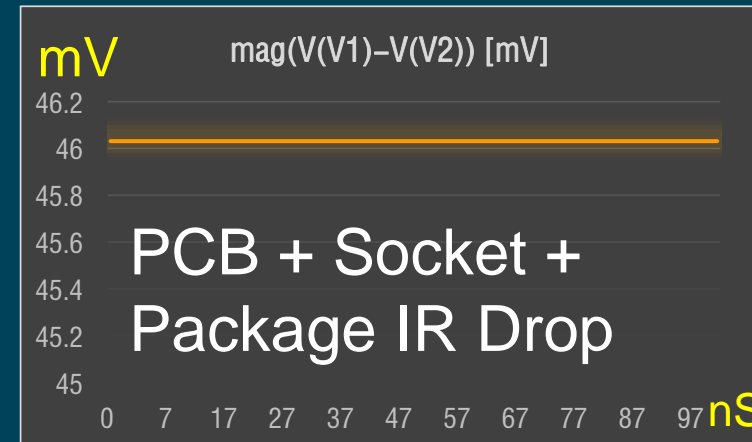 mV
mag(V(V1)–V(V2)) [mV]
46.2
46
45.8
45.6
45.4
45.2
45
PCB + Socket +
Package IR Drop
0 7 17 27 37 47 57 67 77 87 97
nS